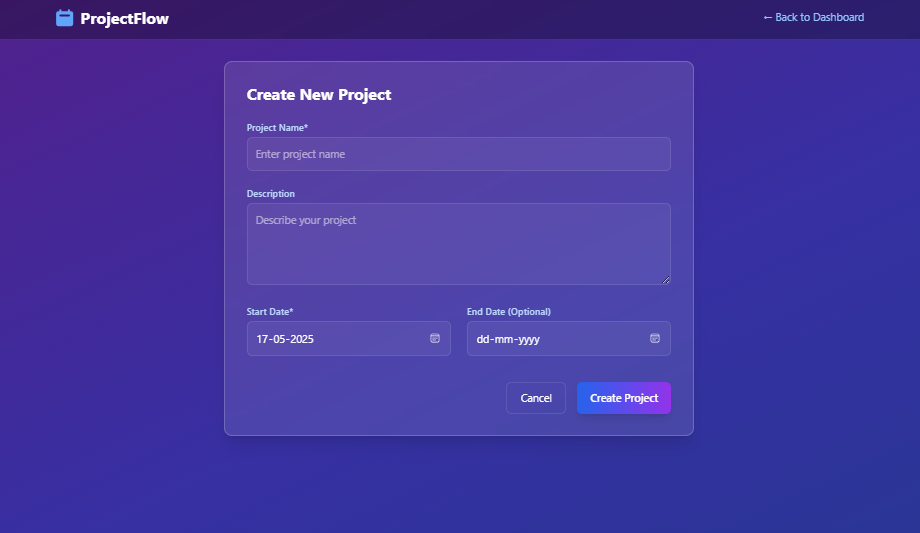 ProjectFlow
← Back to Dashboard
Create New Project
Project Name*
Enter project name
Description
Describe your project
Start Date*
End Date (Optional)
17-05-2025
dd-mm-yyyy
Cancel
Create Project